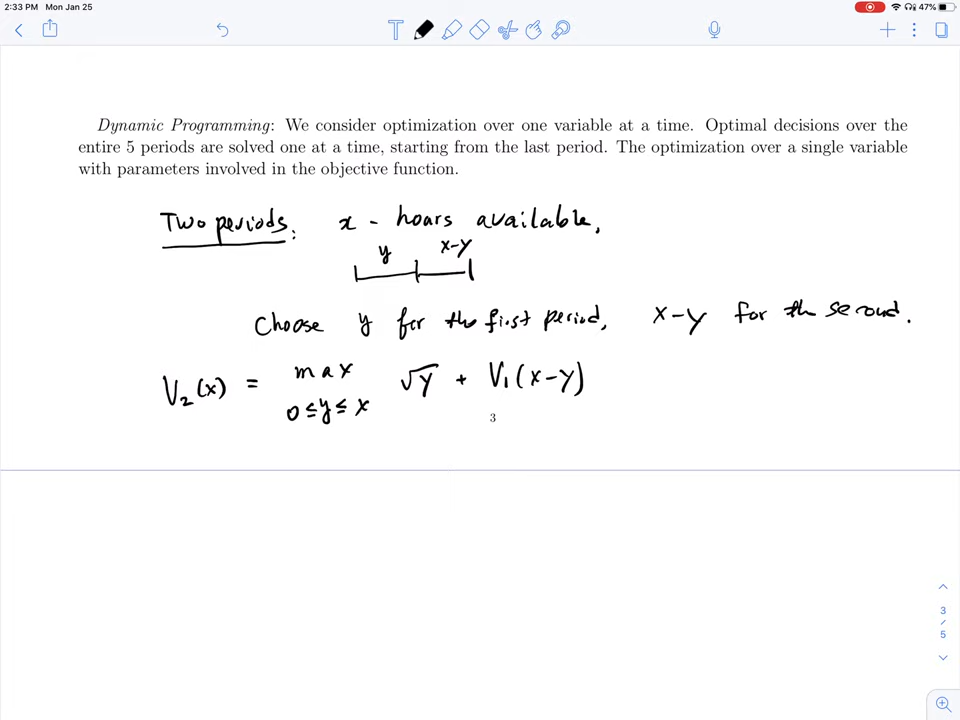 2:33 PM Mon Jan 25 47%
Dynamic Programming: We consider optimization over one variable at a time. Optimal decisions over the
entire 5 periods are solved one at a time, starting from the last period. The optimization over a single variable
with parameters involved in the objective function.
Two periods: x - hours available,
y x-y
Choose y for the first period, x-y for the second.
V₂(x) = max √y + V₁(x-y)
0≤y≤x
3
3
/
5